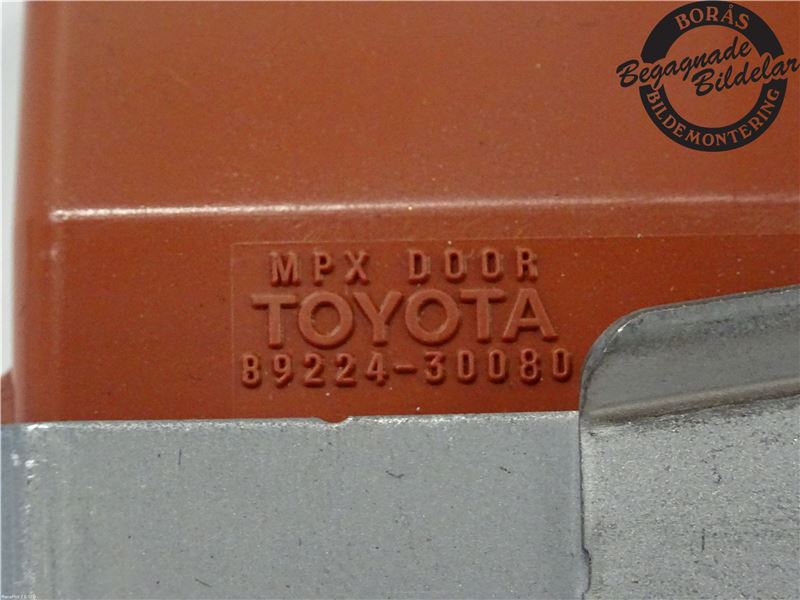 BORÅS
Begagnade
Bildelar
BILDEMONTERING
MPX DOOR
TOYOTA
89224-30080